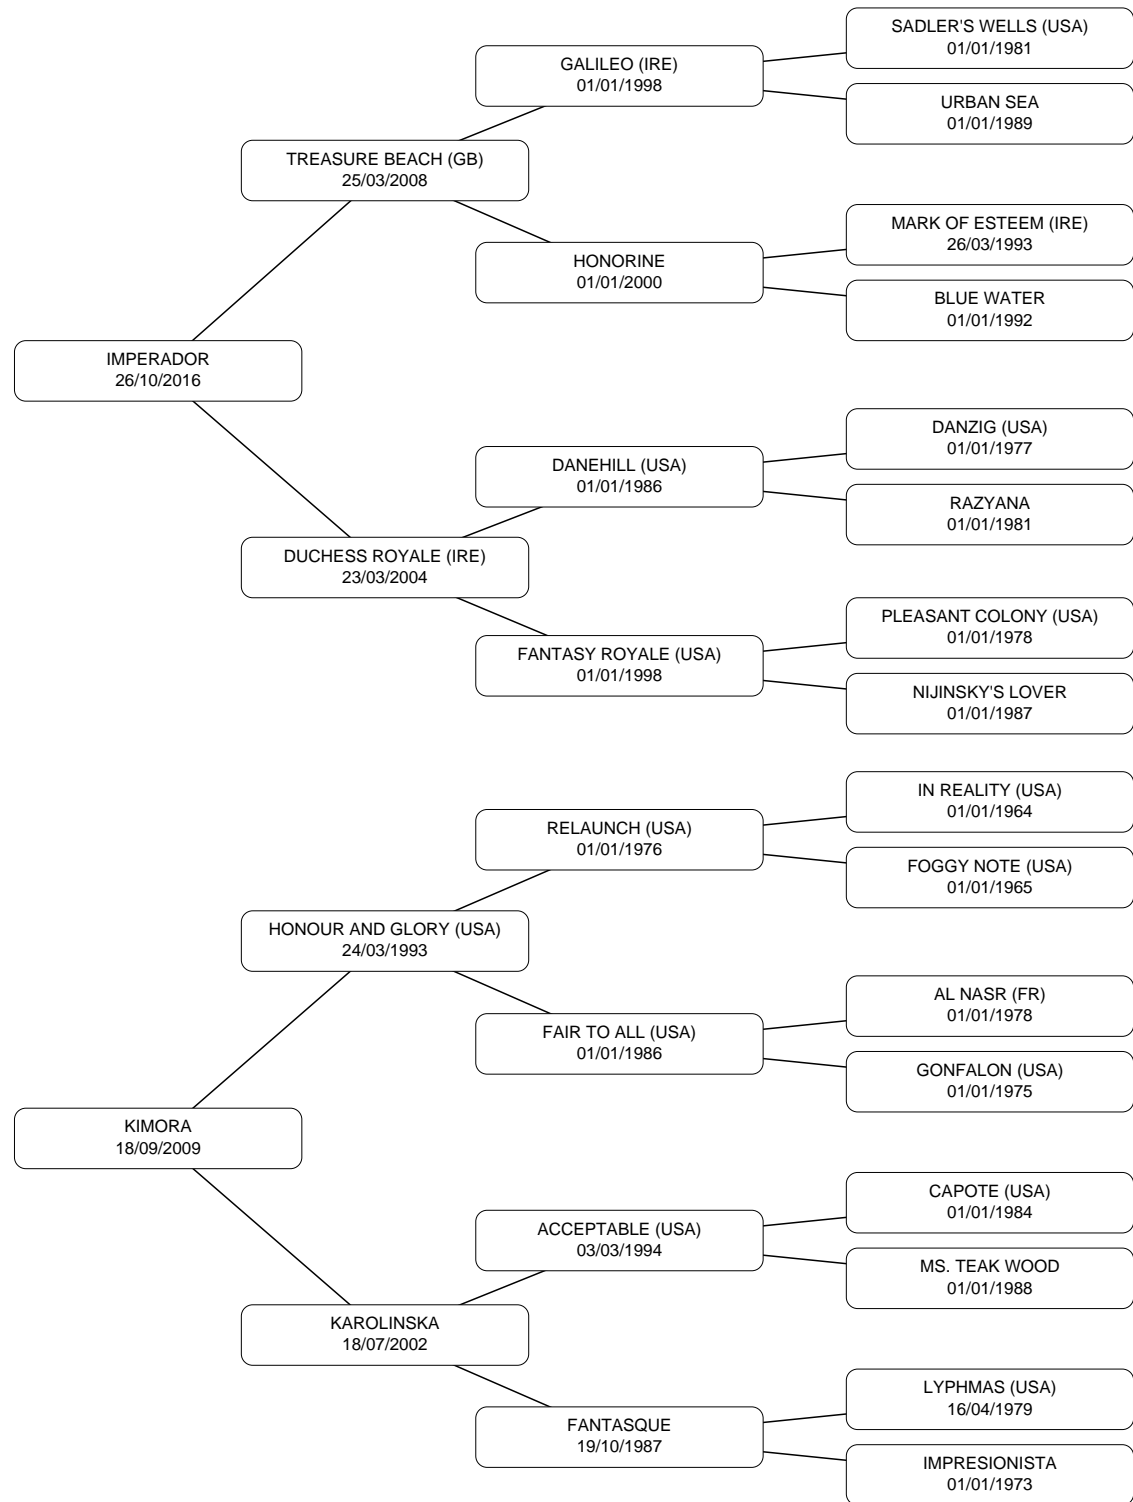 SADLER'S WELLS (USA)
01/01/1981
GALILEO (IRE)
01/01/1998
URBAN SEA
01/01/1989
TREASURE BEACH (GB)
25/03/2008
MARK OF ESTEEM (IRE)
26/03/1993
HONORINE
01/01/2000
BLUE WATER
01/01/1992
IMPERADOR
26/10/2016
DANZIG (USA)
01/01/1977
DANEHILL (USA)
01/01/1986
RAZYANA
01/01/1981
DUCHESS ROYALE (IRE)
23/03/2004
PLEASANT COLONY (USA)
01/01/1978
FANTASY ROYALE (USA)
01/01/1998
NIJINSKY'S LOVER
01/01/1987
IN REALITY (USA)
01/01/1964
RELAUNCH (USA)
01/01/1976
FOGGY NOTE (USA)
01/01/1965
HONOUR AND GLORY (USA)
24/03/1993
AL NASR (FR)
01/01/1978
FAIR TO ALL (USA)
01/01/1986
GONFALON (USA)
01/01/1975
KIMORA
18/09/2009
CAPOTE (USA)
01/01/1984
ACCEPTABLE (USA)
03/03/1994
MS. TEAK WOOD
01/01/1988
KAROLINSKA
18/07/2002
LYPHMAS (USA)
16/04/1979
FANTASQUE
19/10/1987
IMPRESIONISTA
01/01/1973